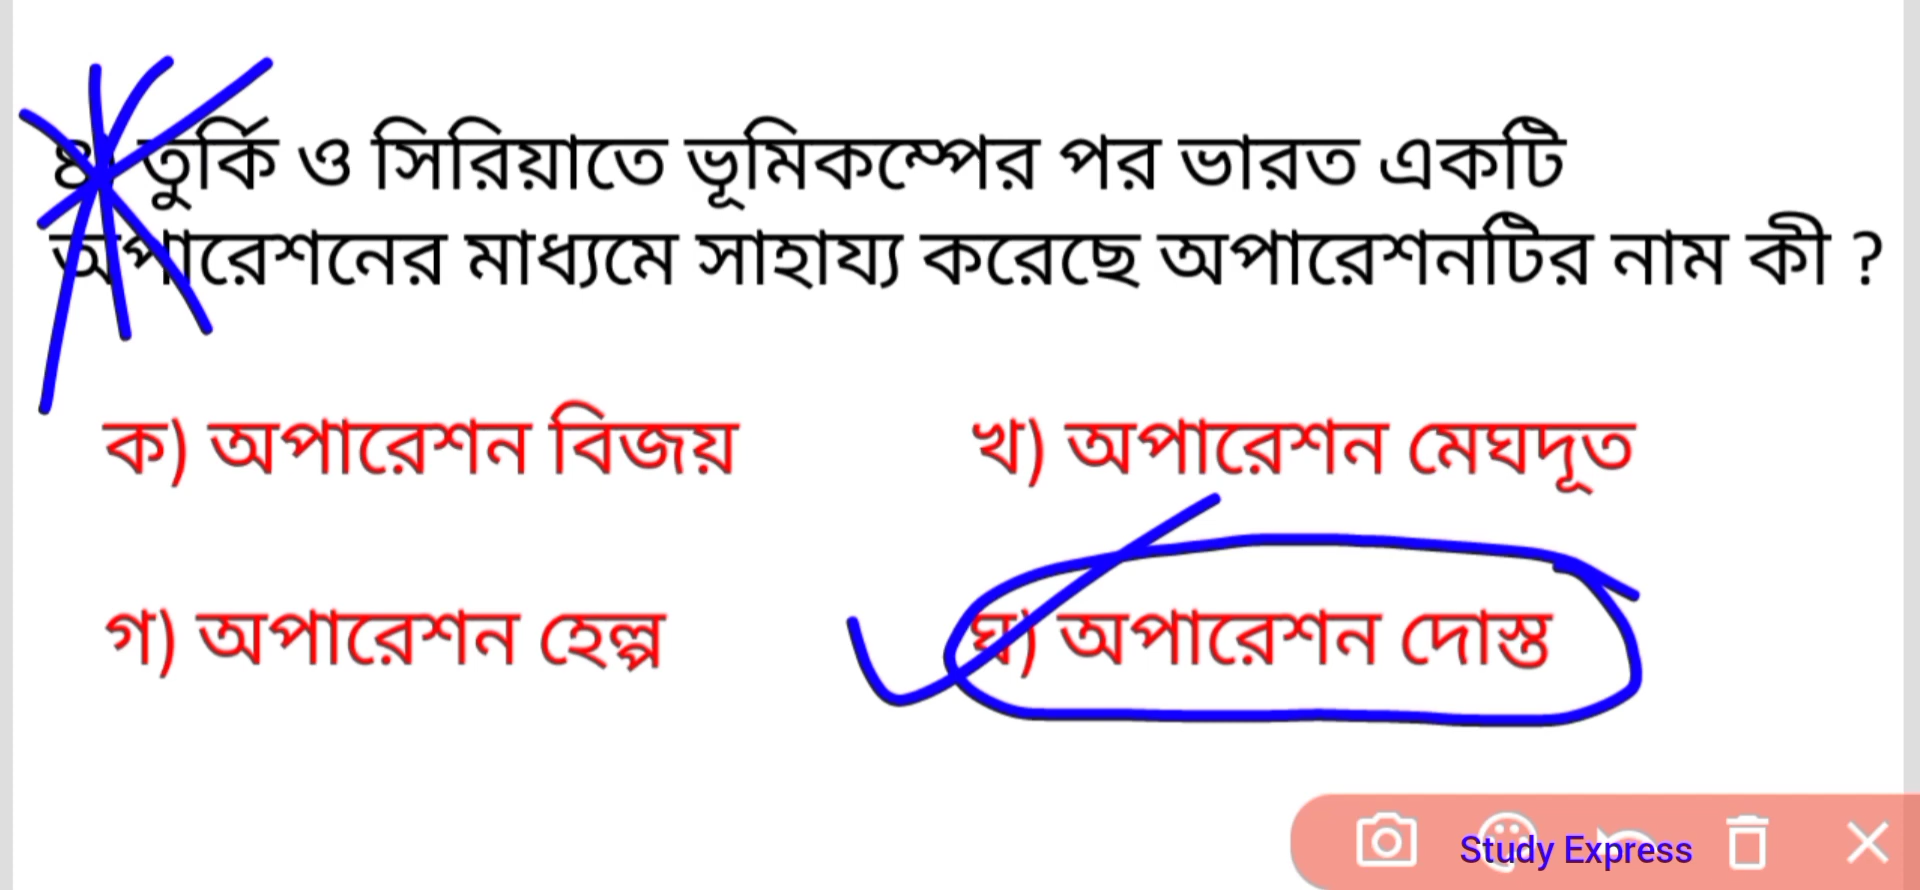 ৪) তুর্কি ও সিরিয়াতে ভূমিকম্পের পর ভারত একটি
অপারেশনের মাধ্যমে সাহায্য করেছে অপারেশনটির নাম কী ?
ক) অপারেশন বিজয়
খ) অপারেশন মেঘদূত
গ) অপারেশন হেল্প
ঘ) অপারেশন দোস্ত
Study Express